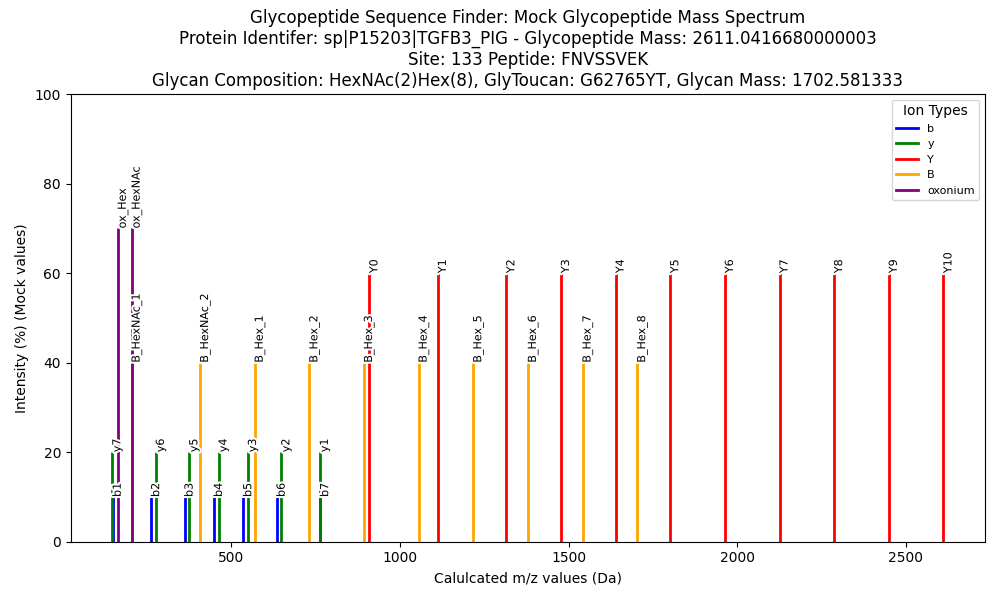 Glycopeptide Sequence Finder: Mock Glycopeptide Mass Spectrum
Protein Identifer: sp|P15203|TGFB3_PIG - Glycopeptide Mass: 2611.0416680000003
Site: 133 Peptide: FNVSSVEK
Glycan Composition: HexNAc(2)Hex(8), GlyToucan: G62765YT, Glycan Mass: 1702.581333
Intensity (%) (Mock values)
100
80
60
40
20
0
Ion Types
b
y
Y
B
oxonium
ox_Hex
ox_HexNAc
Y0
Y1
Y2
Y3
Y4
Y5
Y6
Y7
Y8
Y9
Y10
B_HexNAc_1
B_HexNAc_2
B_Hex_1
B_Hex_2
B_Hex_3
B_Hex_4
B_Hex_5
B_Hex_6
B_Hex_7
B_Hex_8
y7
y6
y5
y4
y3
y2
y1
b1
b2
b3
b4
b5
b6
b7
500
1000
1500
2000
2500
Calulcated m/z values (Da)